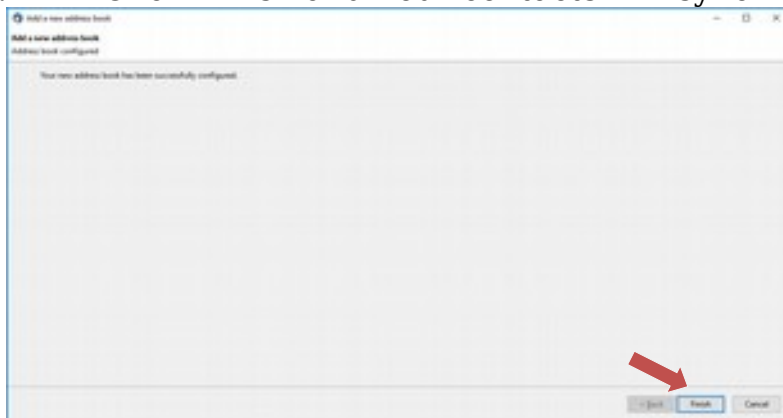 Add a new address book
Add a new address book
Address book configured
Your new address book has been successfully configured.
< Back Finish Cancel